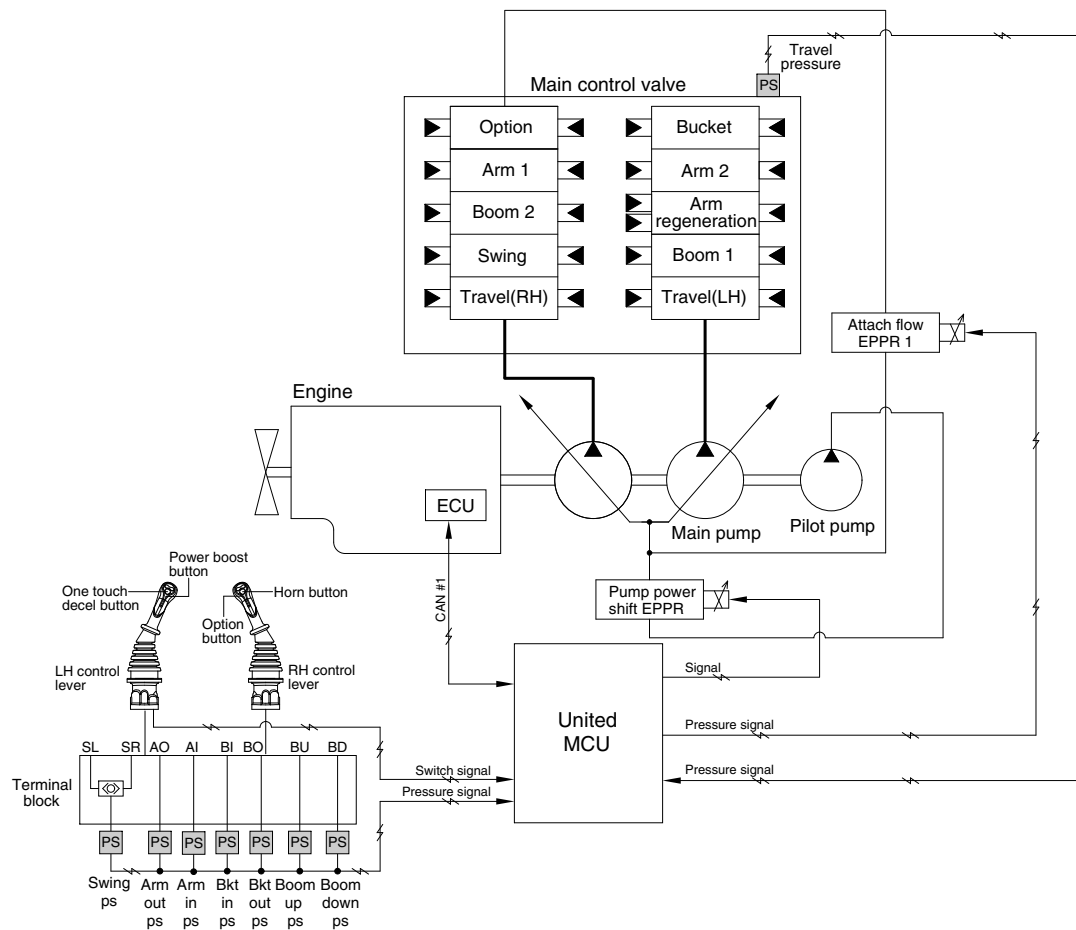 Travel
pressure
PS
Main control valve
Option
Bucket
Arm 1
Arm 2
Boom 2
Arm
regeneration
Swing
Boom 1
Travel(RH)
Travel(LH)
Attach flow
EPPR 1
Engine
ECU
Main pump
Pilot pump
Power boost
button
One touch
decel button
Horn button
Option
button
CAN #1
Pump power
shift EPPR
LH control
lever
RH control
lever
Signal
United
MCU
Pressure signal
SL
SR
AO
AI
BI
BO
BU
BD
Switch signal
Pressure signal
Pressure signal
Terminal
block
PS
PS
PS
PS
PS
PS
PS
Swing
ps
Arm
out
ps
Arm
in
ps
Bkt
in
ps
Bkt
out
ps
Boom
up
ps
Boom
down
ps